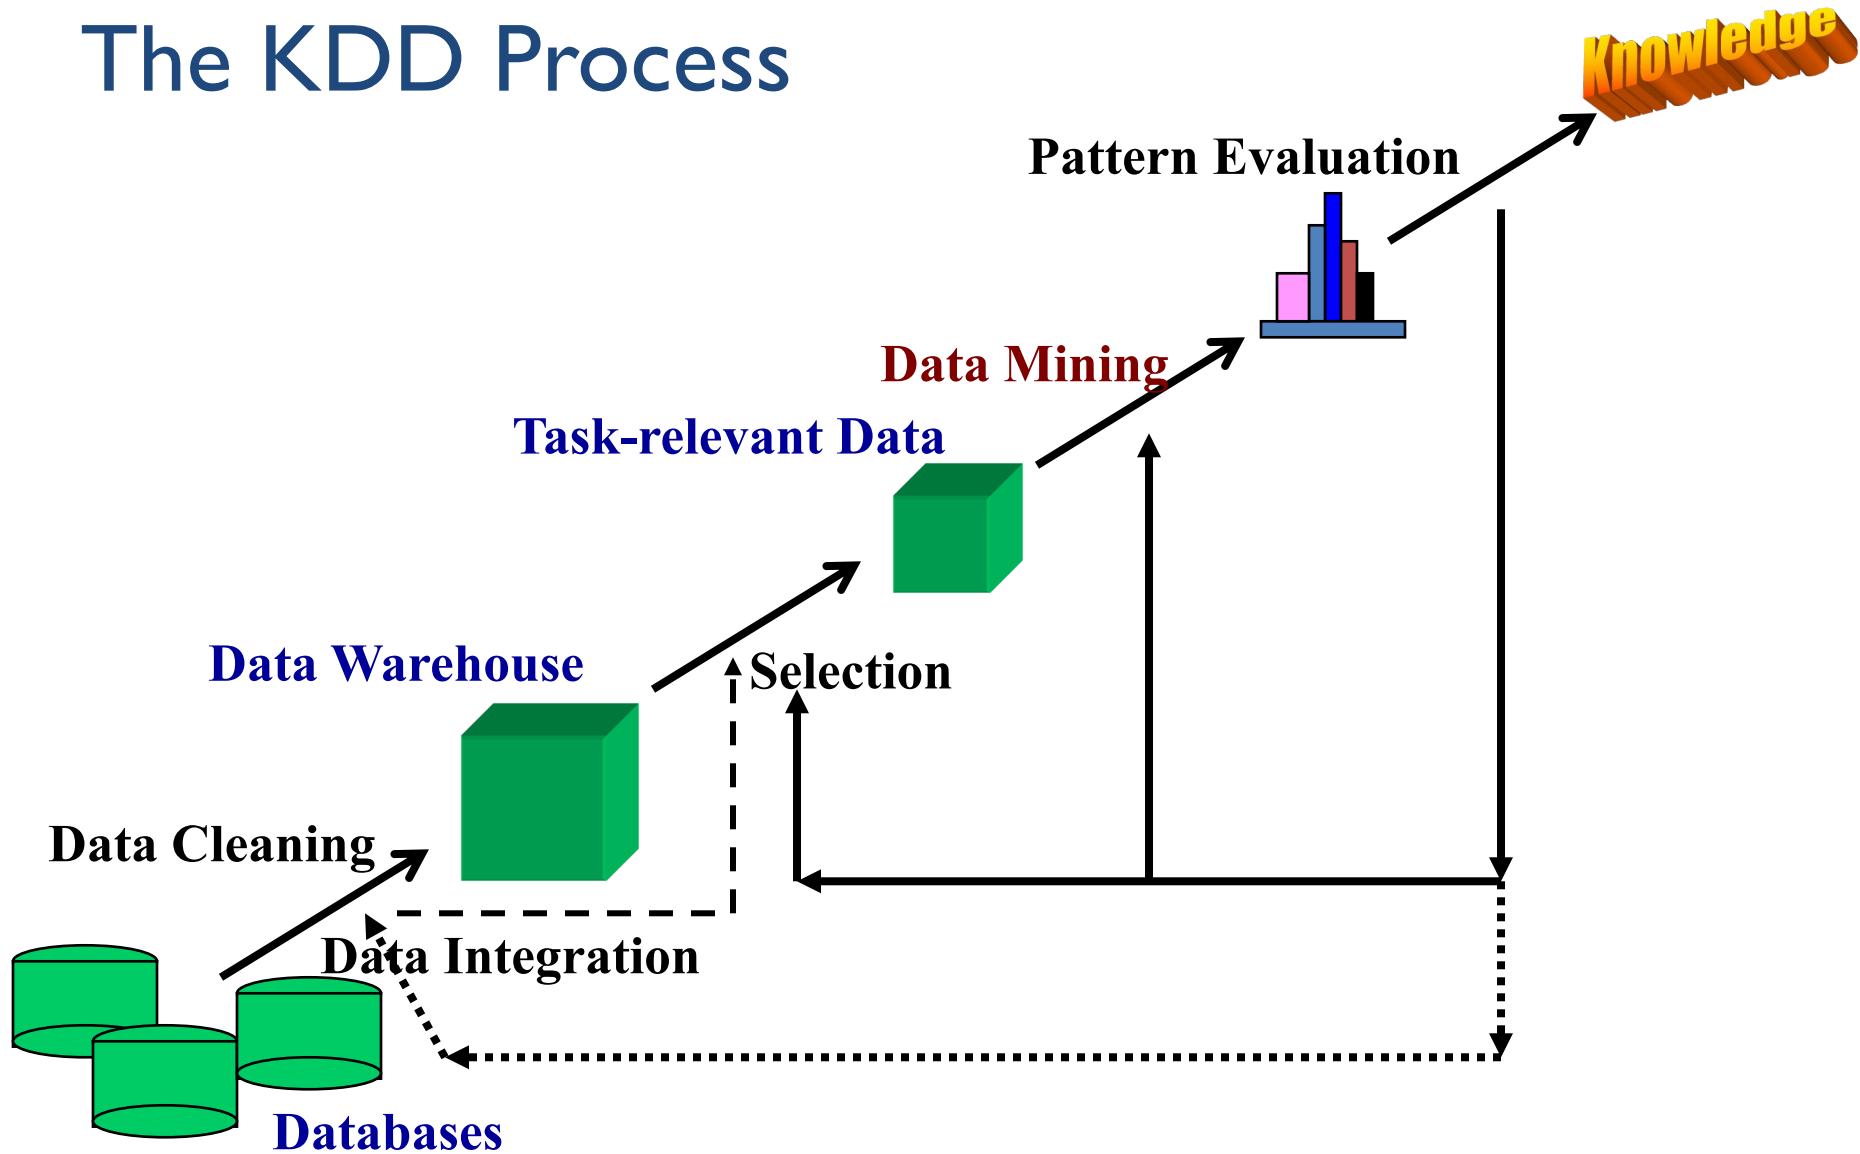 The KDD Process
Knowledge
Pattern Evaluation
Data Mining
Task-relevant Data
Data Warehouse
Selection
Data Cleaning
Data Integration
Databases